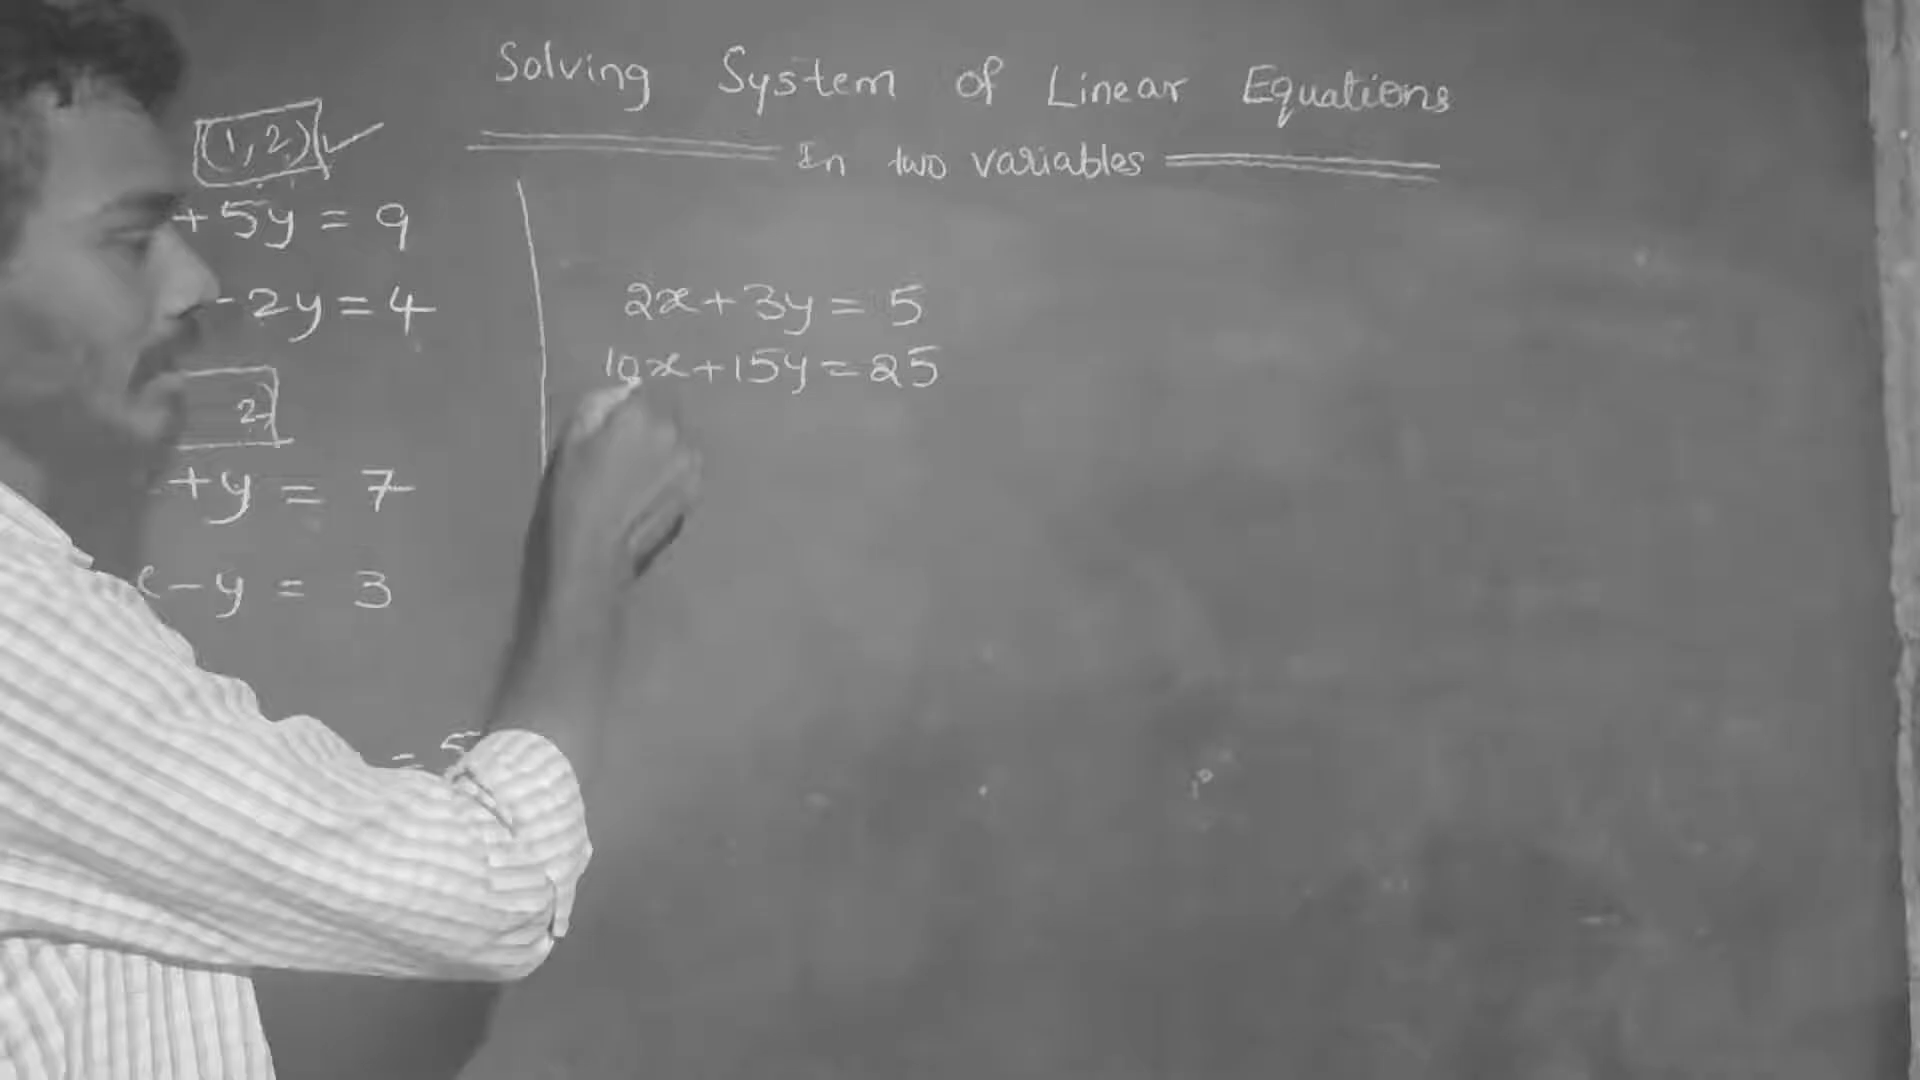 Solving System of Linear Equations
In two variables
(1,2)
+5y = 9
-2y = 4
2)
+y = 7
x-y = 3
= 5
2x+3y = 5
10x+15y=25